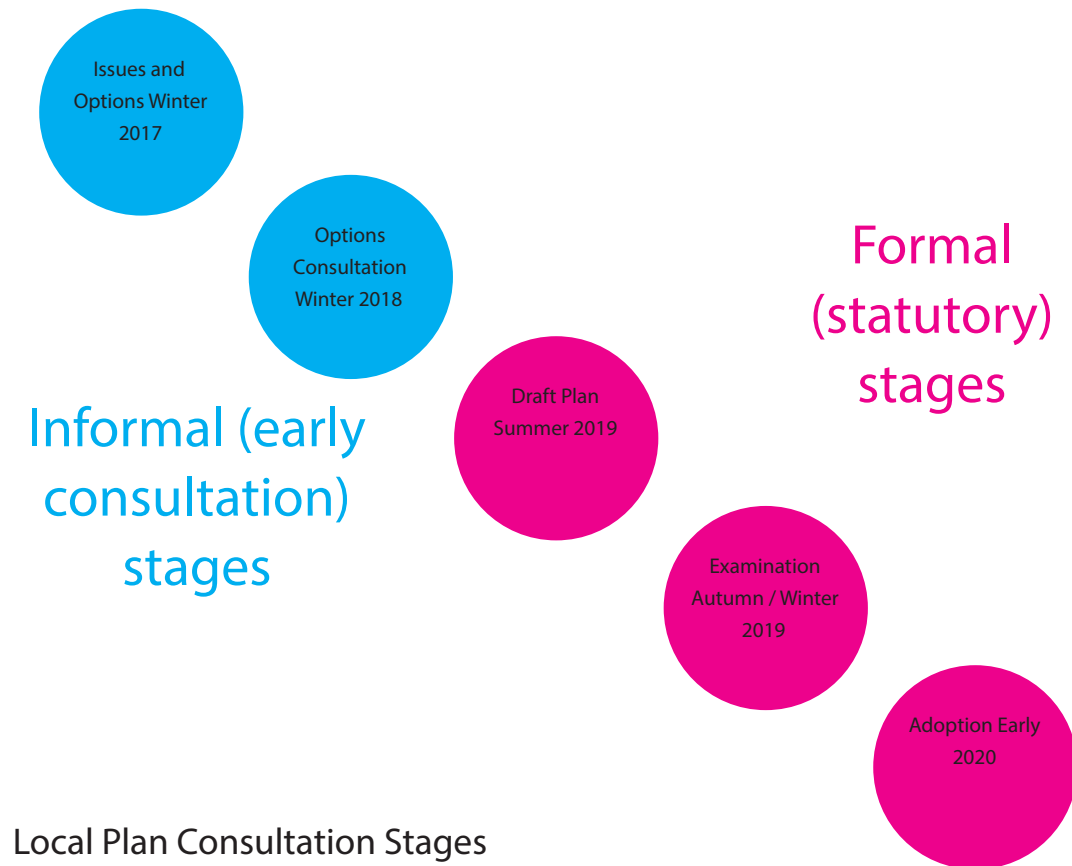 Issues and
Options Winter
2017
Options
Consultation
Winter 2018
Formal
(statutory)
stages
Draft Plan
Summer 2019
Informal (early
consultation)
stages
Examination
Autumn / Winter
2019
Adoption Early
2020
Local Plan Consultation Stages